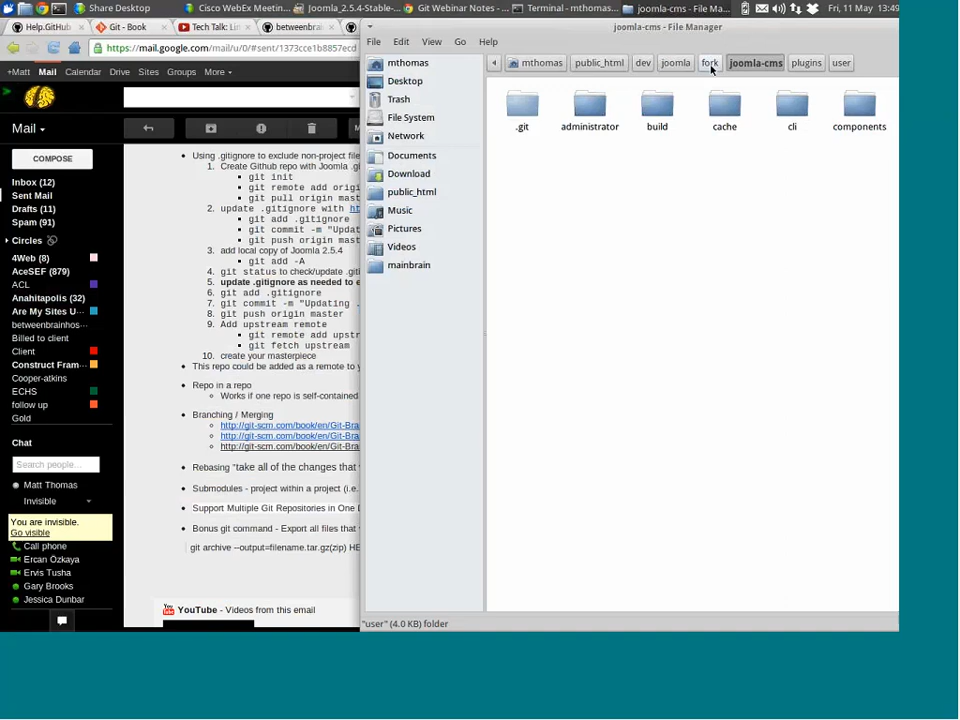 Share Desktop
Cisco WebEx Meetin...
Joomla_2.5.4-Stable-...
Git Webinar Notes - ...
Terminal - mthomas...
joomla-cms - File Ma...
Fri, 11 May 13:49
Help.GitHub
Git - Book
Tech Talk: Lin
betweenbrain
joomla-cms - File Manager
https://mail.google.com/mail/u/0/#sent/1373cce1b8857ecd
File Edit View Go Help
+Matt Mail Calendar Drive Sites Groups More
mthomas public_html dev joomla fork joomla-cms plugins user
mthomas
Desktop
Trash
File System
Network
Documents
Download
public_html
Music
Pictures
Videos
mainbrain
.git administrator build cache cli components
Mail
COMPOSE
Inbox (12)
Sent Mail
Drafts (11)
Spam (91)
Circles
4Web (8)
AceSEF (879)
ACL
Anahitapolis (32)
Are My Sites U...
betweenbrainhos...
Billed to client
Client
Construct Fram...
Cooper-atkins
ECHS
follow up
Gold
Chat
Search people...
Matt Thomas
Invisible
You are invisible.
Go visible
Call phone
Ercan Özkaya
Ervis Tusha
Gary Brooks
Jessica Dunbar
Using .gitignore to exclude non-project file
1. Create Github repo with Joomla .gi
git init
git remote add origi
git pull origin mast
2. update .gitignore with ht
git add .gitignore
git commit -m "Updat
git push origin mast
3. add local copy of Joomla 2.5.4
git add -A
4. git status to check/update .giti
5. update .gitignore as needed to e
6. git add .gitignore
7. git commit -m "Updating .
8. git push origin master
9. Add upstream remote
git remote add upstr
git fetch upstream
10. create your masterpiece
This repo could be added as a remote to y
Repo in a repo
Works if one repo is self-contained
Branching / Merging
http://git-scm.com/book/en/Git-Bra
http://git-scm.com/book/en/Git-Bra
http://git-scm.com/book/en/Git-Bra
Rebasing "take all of the changes that
Submodules - project within a project (i.e.
Support Multiple Git Repositories in One D
Bonus git command - Export all files that
git archive --output=filename.tar.gz(zip) HE
YouTube - Videos from this email
"user" (4.0 KB) folder